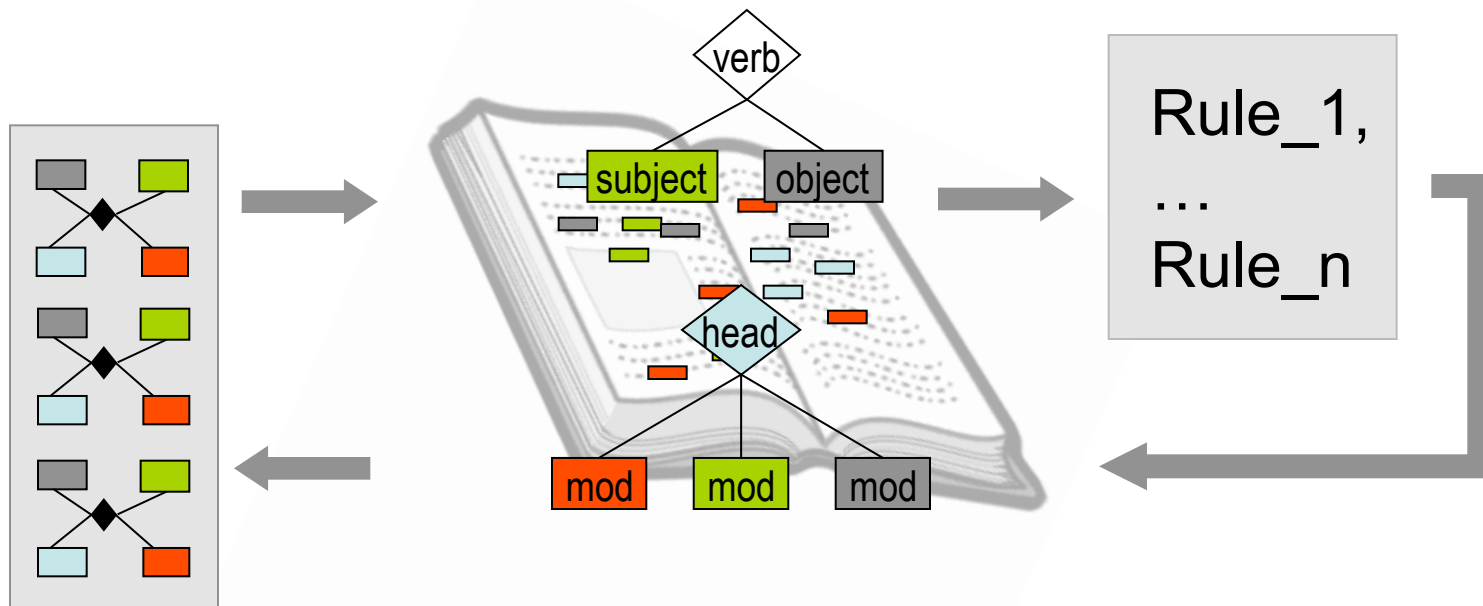 verb
subject
object
head
mod
mod
mod
Rule_1,
...
Rule_n